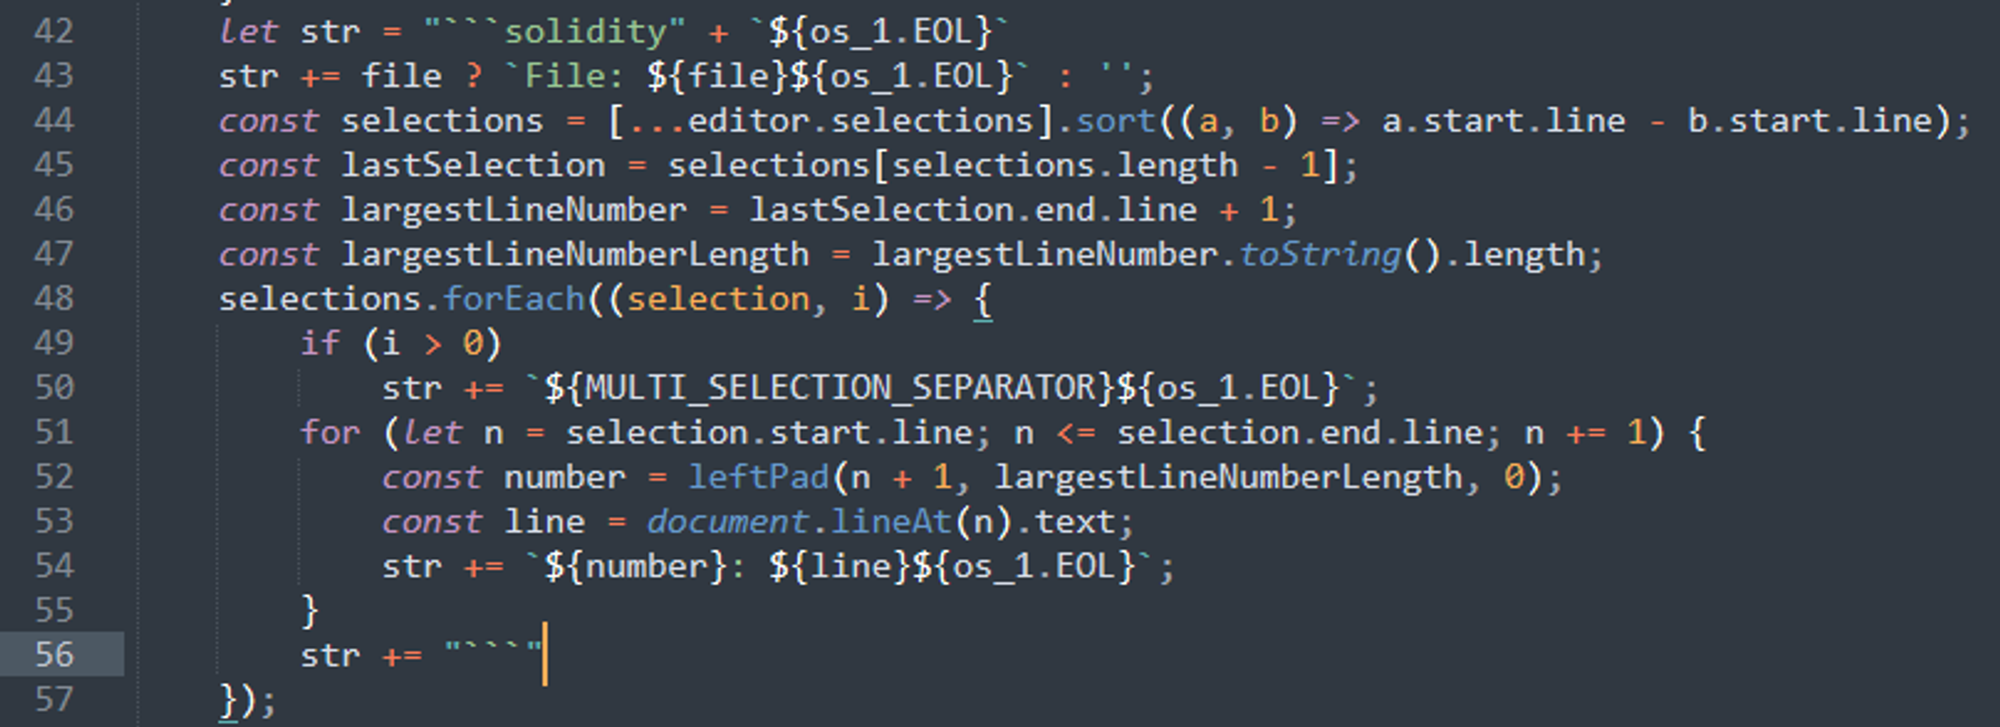 42 let str = "```solidity" + `${os_1.EOL}`
43 str += file ? `File: ${file}${os_1.EOL}` : '';
44 const selections = [...editor.selections].sort((a, b) => a.start.line - b.start.line);
45 const lastSelection = selections[selections.length - 1];
46 const largestLineNumber = lastSelection.end.line + 1;
47 const largestLineNumberLength = largestLineNumber.toString().length;
48 selections.forEach((selection, i) => {
49     if (i > 0)
50         str += `${MULTI_SELECTION_SEPARATOR}${os_1.EOL}`;
51     for (let n = selection.start.line; n <= selection.end.line; n += 1) {
52         const number = leftPad(n + 1, largestLineNumberLength, 0);
53         const line = document.lineAt(n).text;
54         str += `${number}: ${line}${os_1.EOL}`;
55     }
56     str += "```"
57 });